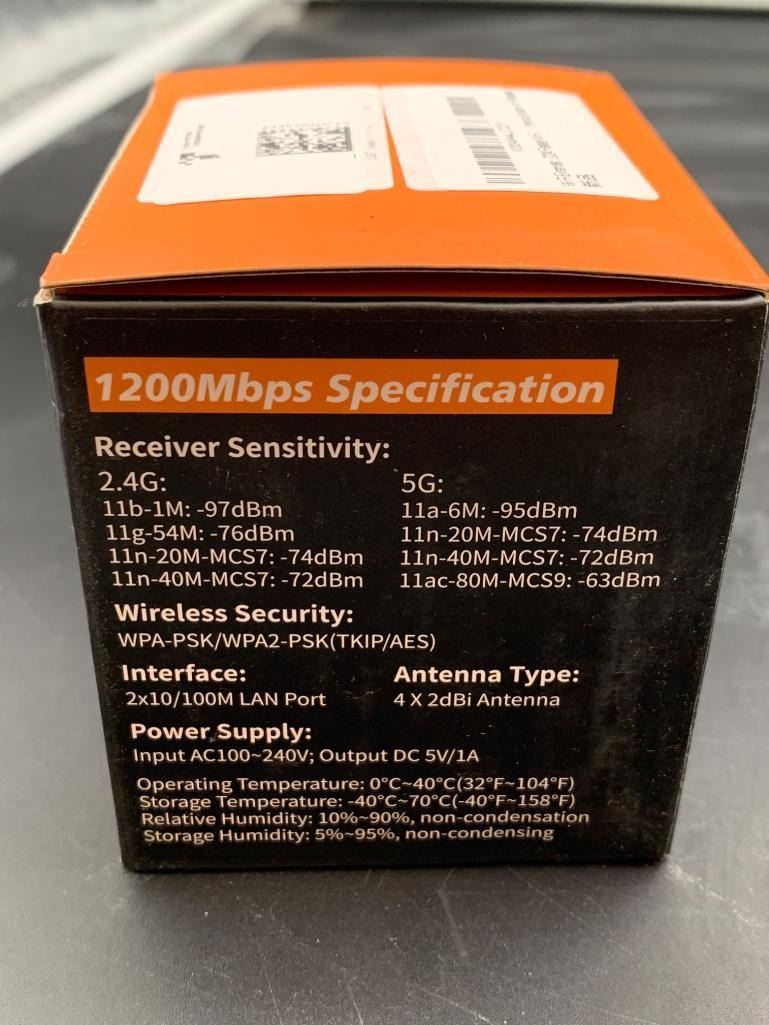 1200Mbps Specification
Receiver Sensitivity:
2.4G:
11b-1M: -97dBm
11g-54M: -76dBm
11n-20M-MCS7: -74dBm
11n-40M-MCS7: -72dBm
5G:
11a-6M: -95dBm
11n-20M-MCS7: -74dBm
11n-40M-MCS7: -72dBm
11ac-80M-MCS9: -63dBm
Wireless Security:
WPA-PSK/WPA2-PSK(TKIP/AES)
Interface:
2x10/100M LAN Port
Antenna Type:
4 X 2dBi Antenna
Power Supply:
Input AC100~240V; Output DC 5V/1A
Operating Temperature: 0°C~40°C(32°F~104°F)
Storage Temperature: -40°C~70°C(-40°F~158°F)
Relative Humidity: 10%~90%, non-condensation
Storage Humidity: 5%~95%, non-condensing